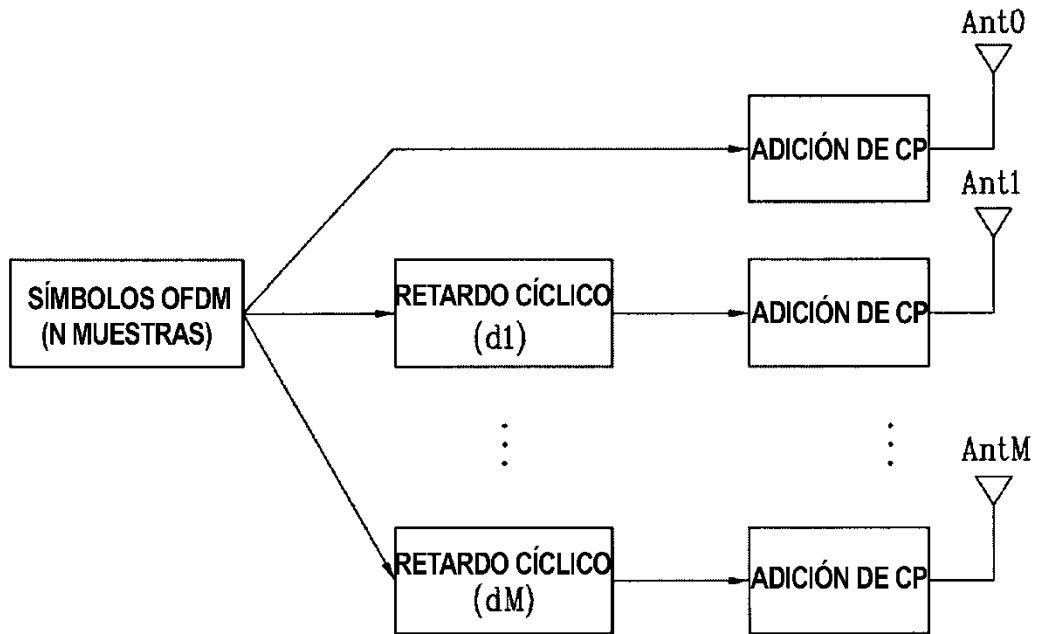 Ant0
ADICIÓN DE CP
Ant1
SÍMBOLOS OFDM
(N MUESTRAS)
RETARDO CÍCLICO
(d1)
ADICIÓN DE CP
AntM
RETARDO CÍCLICO
(dM)
ADICIÓN DE CP